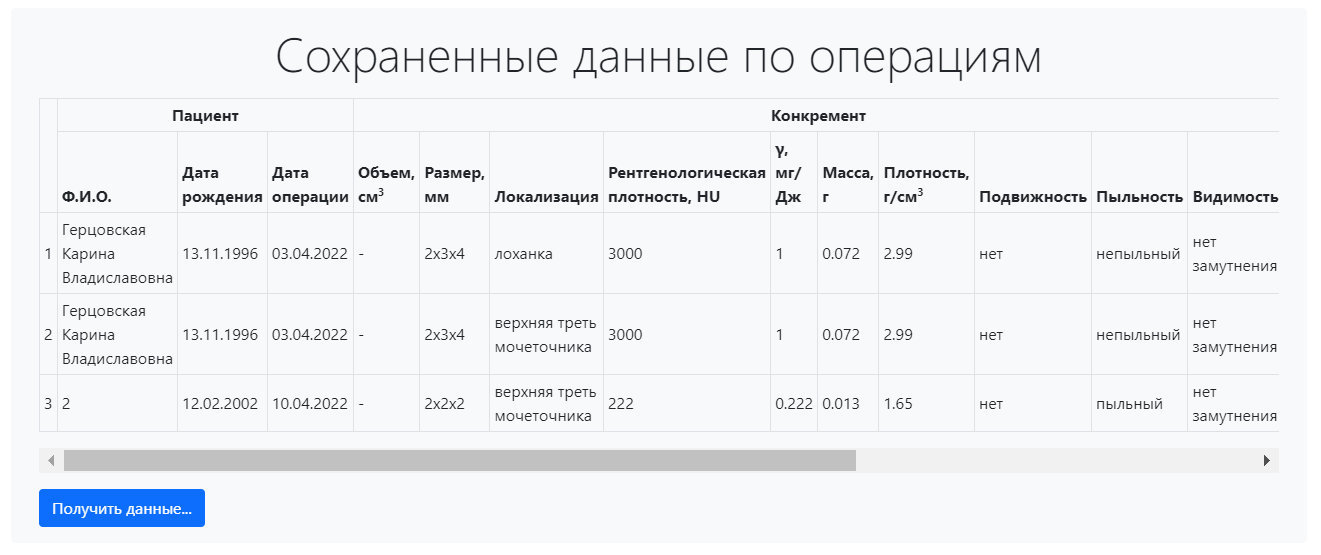 Сохраненные данные по операциям
Пациент Конкремент
Ф.И.О. Дата рождения Дата операции Объем, см³ Размер, мм Локализация Рентгенологическая плотность, HU γ, мг/Дж Масса, г Плотность, г/см³ Подвижность Пыльность Видимость
1 Герцовская Карина Владиславовна 13.11.1996 03.04.2022 - 2x3x4 лоханка 3000 1 0.072 2.99 нет непыльный нет замутнения
2 Герцовская Карина Владиславовна 13.11.1996 03.04.2022 - 2x3x4 верхняя треть мочеточника 3000 1 0.072 2.99 нет непыльный нет замутнения
3 2 12.02.2002 10.04.2022 - 2x2x2 верхняя треть мочеточника 222 0.222 0.013 1.65 нет пыльный нет замутнения
Получить данные...